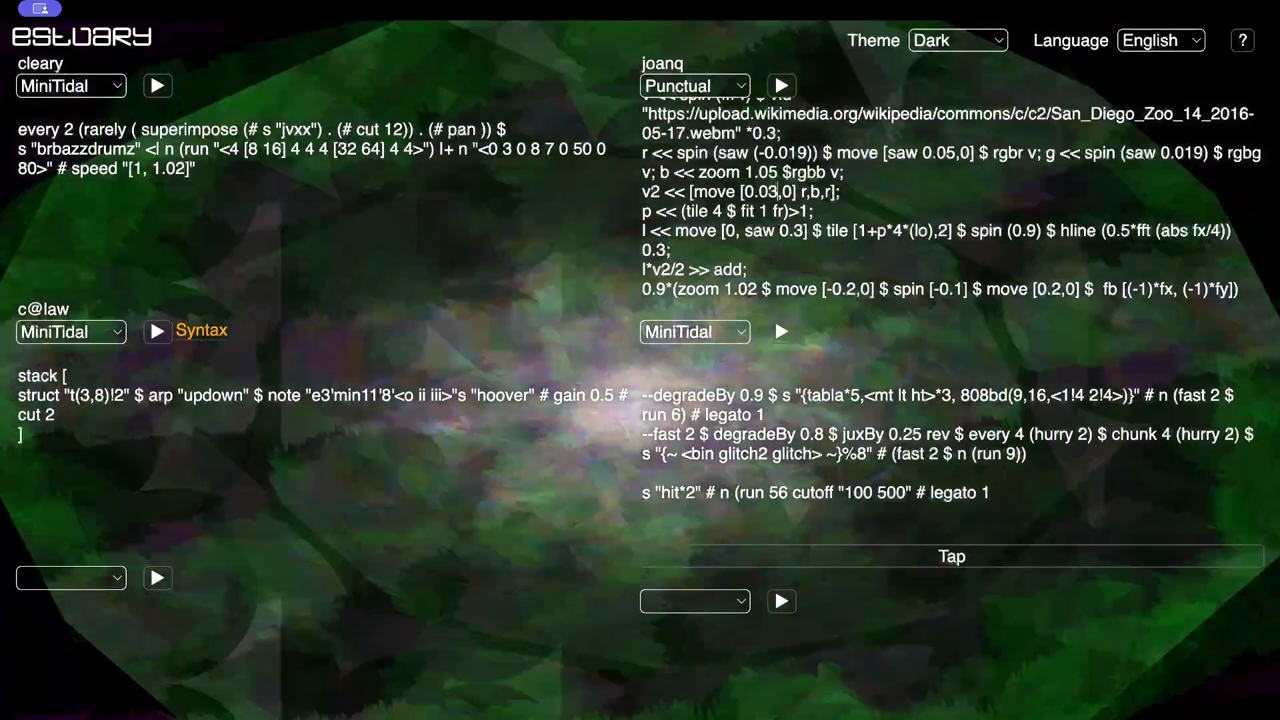 estuary
Theme Dark Language English ?
cleary
MiniTidal
every 2 (rarely ( superimpose (# s "jvxx") . (# cut 12)) . (# pan )) $
s "brbazzdrumz" <| n (run "<4 [8 16] 4 4 4 [32 64] 4 4>") |+ n "<0 3 0 8 7 0 50 0
80>" # speed "[1, 1.02]"
joanq
Punctual
"https://upload.wikimedia.org/wikipedia/commons/c/c2/San_Diego_Zoo_14_2016-
05-17.webm" *0.3;
r << spin (saw (-0.019)) $ move [saw 0.05,0] $ rgbr v; g << spin (saw 0.019) $ rgbg
v; b << zoom 1.05 $rgbb v;
v2 << [move [0.03,0] r,b,r];
p << (tile 4 $ fit 1 fr)>1;
l << move [0, saw 0.3] $ tile [1+p*4*(lo),2] $ spin (0.9) $ hline (0.5*fft (abs fx/4))
0.3;
l*v2/2 >> add;
0.9*(zoom 1.02 $ move [-0.2,0] $ spin [-0.1] $ move [0.2,0] $ fb [(-1)*fx, (-1)*fy])
c@law
MiniTidal Syntax
stack [
struct "t(3,8)!2" $ arp "updown" $ note "e3'min11'8'<o ii iii>"s "hoover" # gain 0.5 #
cut 2
]
MiniTidal
--degradeBy 0.9 $ s "{tabla*5,<mt lt ht>*3, 808bd(9,16,<1!4 2!4>)}" # n (fast 2 $
run 6) # legato 1
--fast 2 $ degradeBy 0.8 $ juxBy 0.25 rev $ every 4 (hurry 2) $ chunk 4 (hurry 2) $
s "{~ <bin glitch2 glitch> ~}%8" # (fast 2 $ n (run 9))
s "hit*2" # n (run 56 cutoff "100 500" # legato 1
Tap